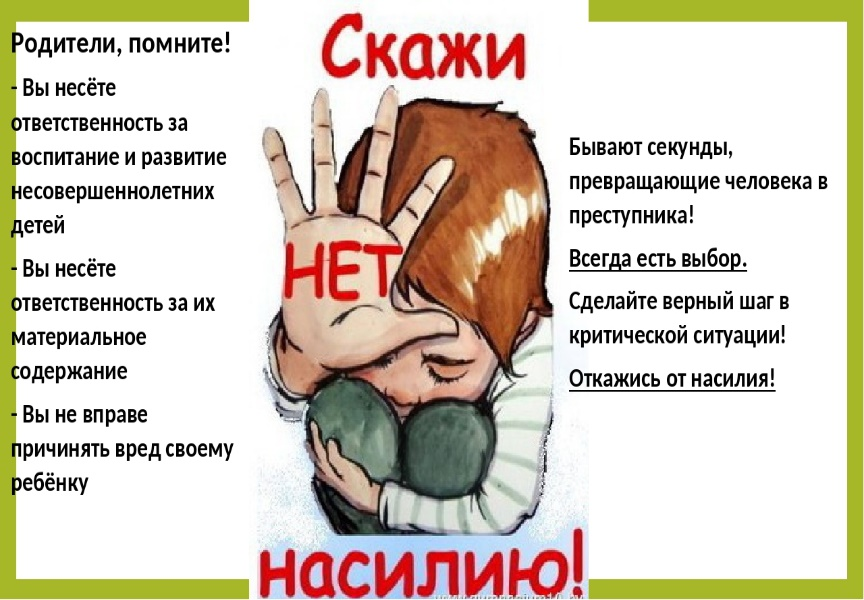 Родители, помните!
- Вы несёте
ответственность за
воспитание и развитие
несовершеннолетних
детей
- Вы несёте
ответственность за их
материальное
содержание
- Вы не вправе
причинять вред своему
ребёнку
Скажи
НЕТ
насилию!
Бывают секунды,
превращающие человека в
преступника!
Всегда есть выбор.
Сделайте верный шаг в
критической ситуации!
Откажись от насилия!